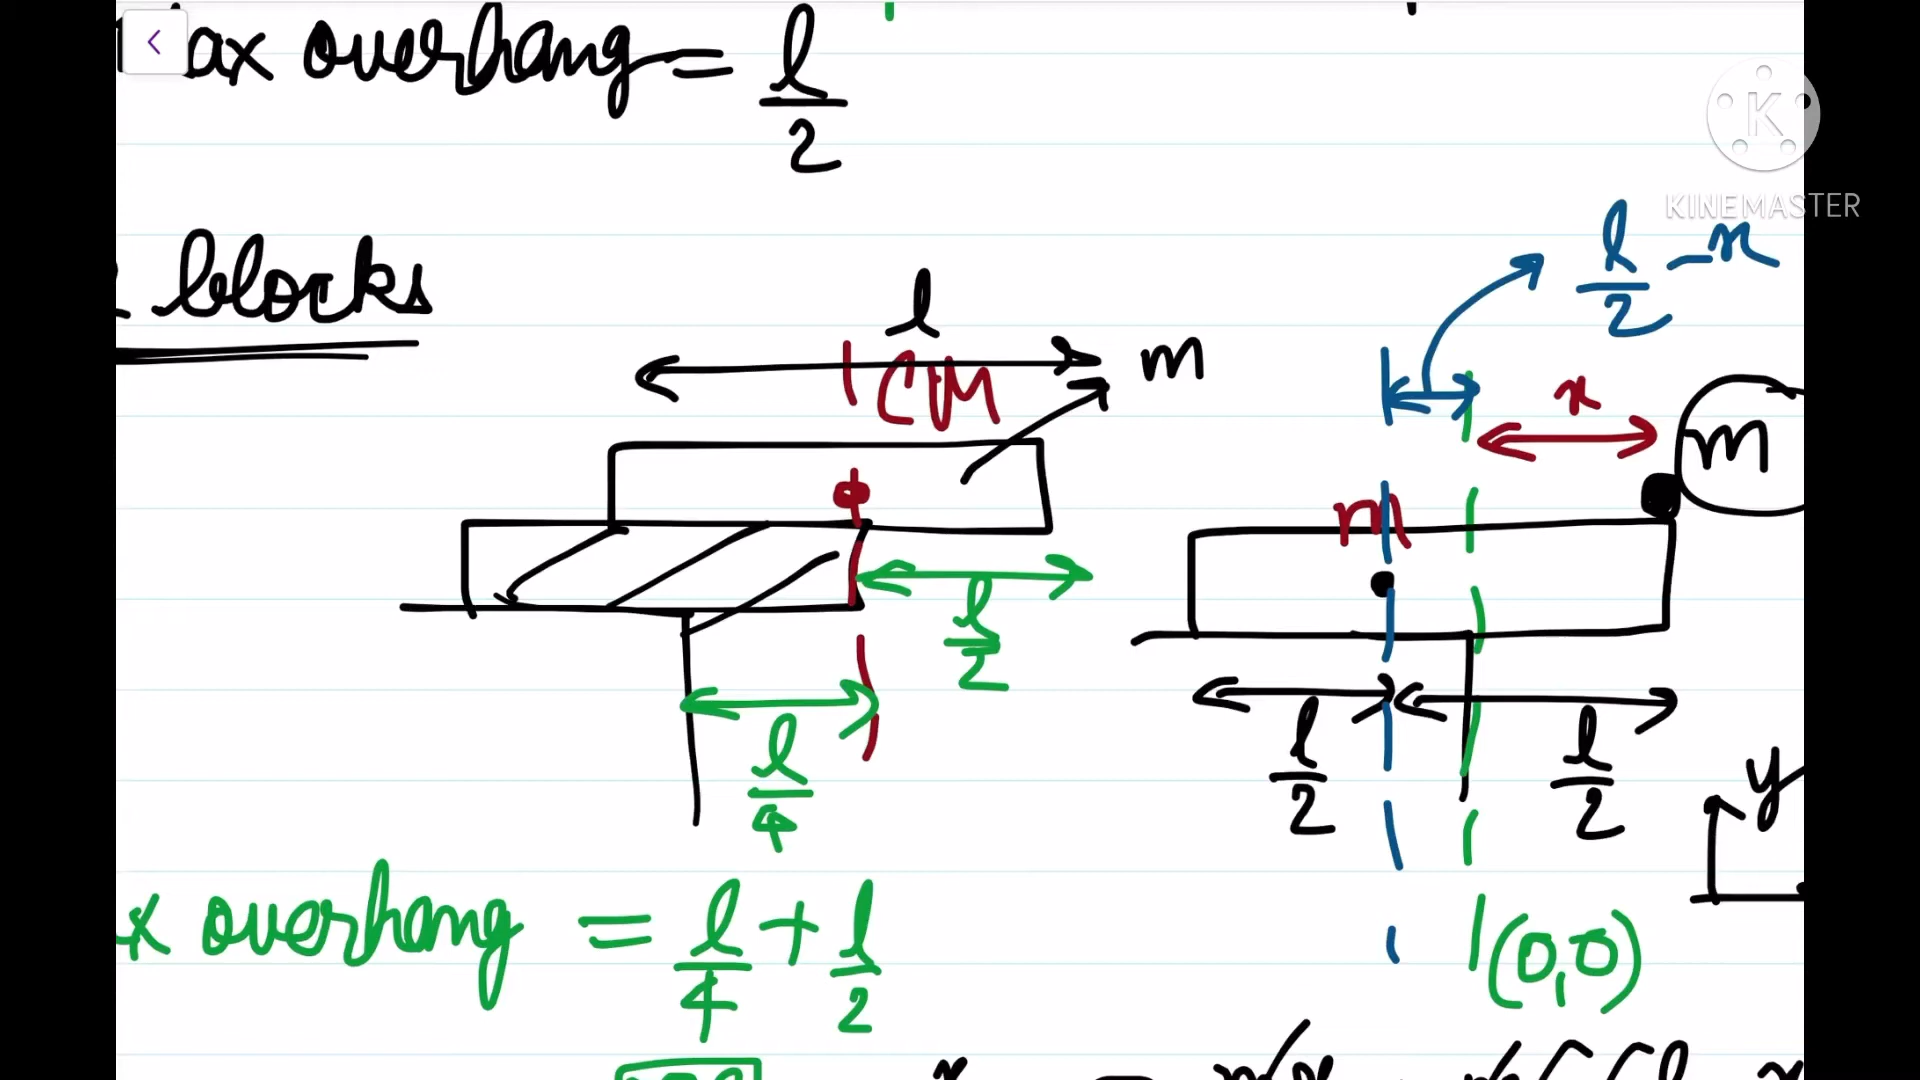 ax overhang = l/2
blocks
l
CM
m
l/2 - x
x
m
m
l/2
l/4
l/2
l/2
y
x overhang = l/4 + l/2
(0,0)
K
KINEMASTER